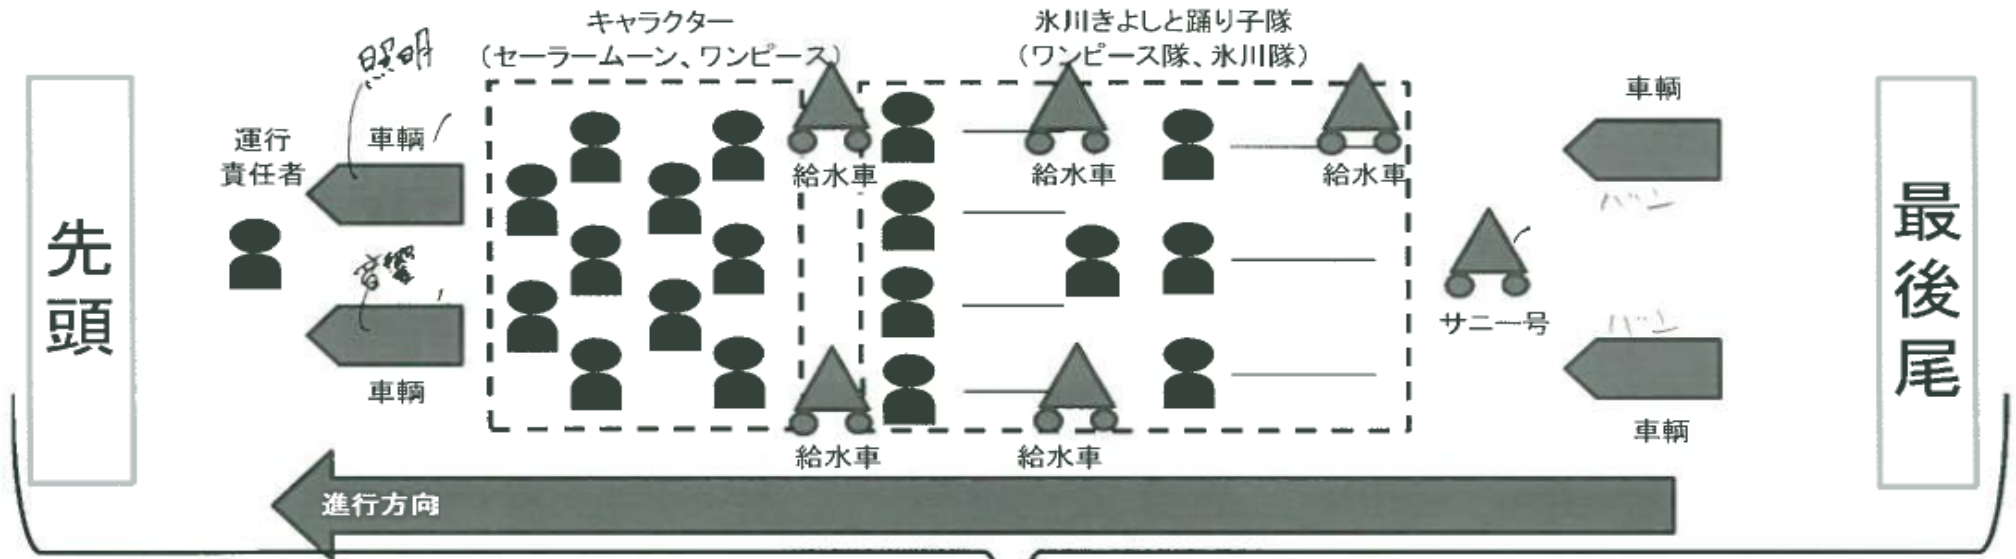 キャラクター
（セーラームーン、ワンピース）
氷川きよしと踊り子隊
（ワンピース隊、氷川隊）
照明
車輌
運行
責任者
車輌
先頭
最後尾
給水車
給水車
給水車
バン
音響
サニー号
バン
車輌
車輌
給水車
給水車
進行方向